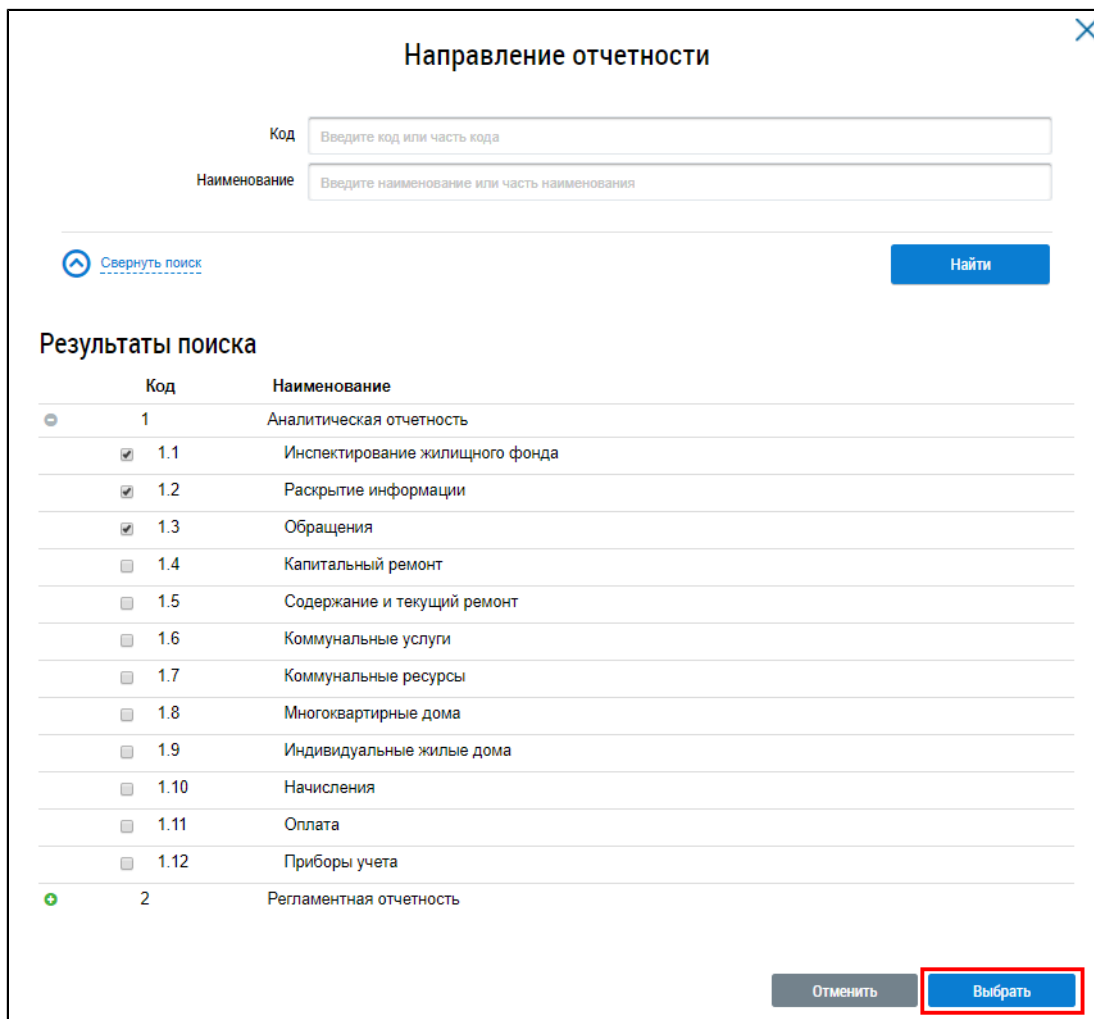 Направление отчетности
Код Введите код или часть кода
Наименование Введите наименование или часть наименования
Свернуть поиск Найти
Результаты поиска
Код Наименование
1 Аналитическая отчетность
1.1 Инспектирование жилищного фонда
1.2 Раскрытие информации
1.3 Обращения
1.4 Капитальный ремонт
1.5 Содержание и текущий ремонт
1.6 Коммунальные услуги
1.7 Коммунальные ресурсы
1.8 Многоквартирные дома
1.9 Индивидуальные жилые дома
1.10 Начисления
1.11 Оплата
1.12 Приборы учета
2 Регламентная отчетность
Отменить Выбрать